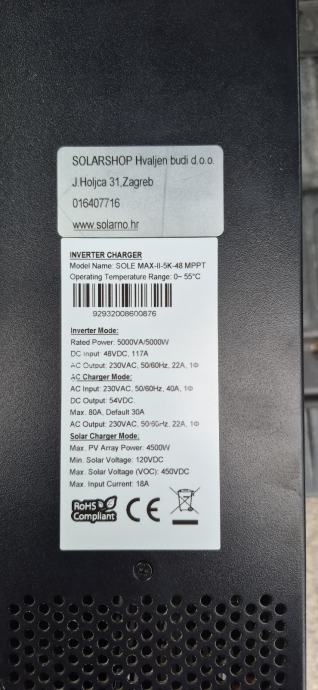 SOLARSHOP Hvaljen budi d.o.o.
J.Holjca 31,Zagreb
016407716
www.solarno.hr
INVERTER CHARGER
Model Name: SOLE MAX-II-5K-48 MPPT
Operating Temperature Range: 0~ 55°C
92932008600876
Inverter Mode:
Rated Power: 5000VA/5000W
DC Input: 48VDC, 117A
AC Output: 230VAC, 50/60Hz, 22A, 1Φ
AC Charger Mode:
AC Input: 230VAC, 50/60Hz, 40A, 1Φ
DC Output: 54VDC.
Max. 80A, Default 30A
AC Output: 230VAC, 50/60Hz, 22A, 1Φ
Solar Charger Mode:
Max. PV Array Power: 4500W
Min. Solar Voltage: 120VDC
Max. Solar Voltage (VOC): 450VDC
Max. Input Current: 18A
RoHS
Compliant
CE